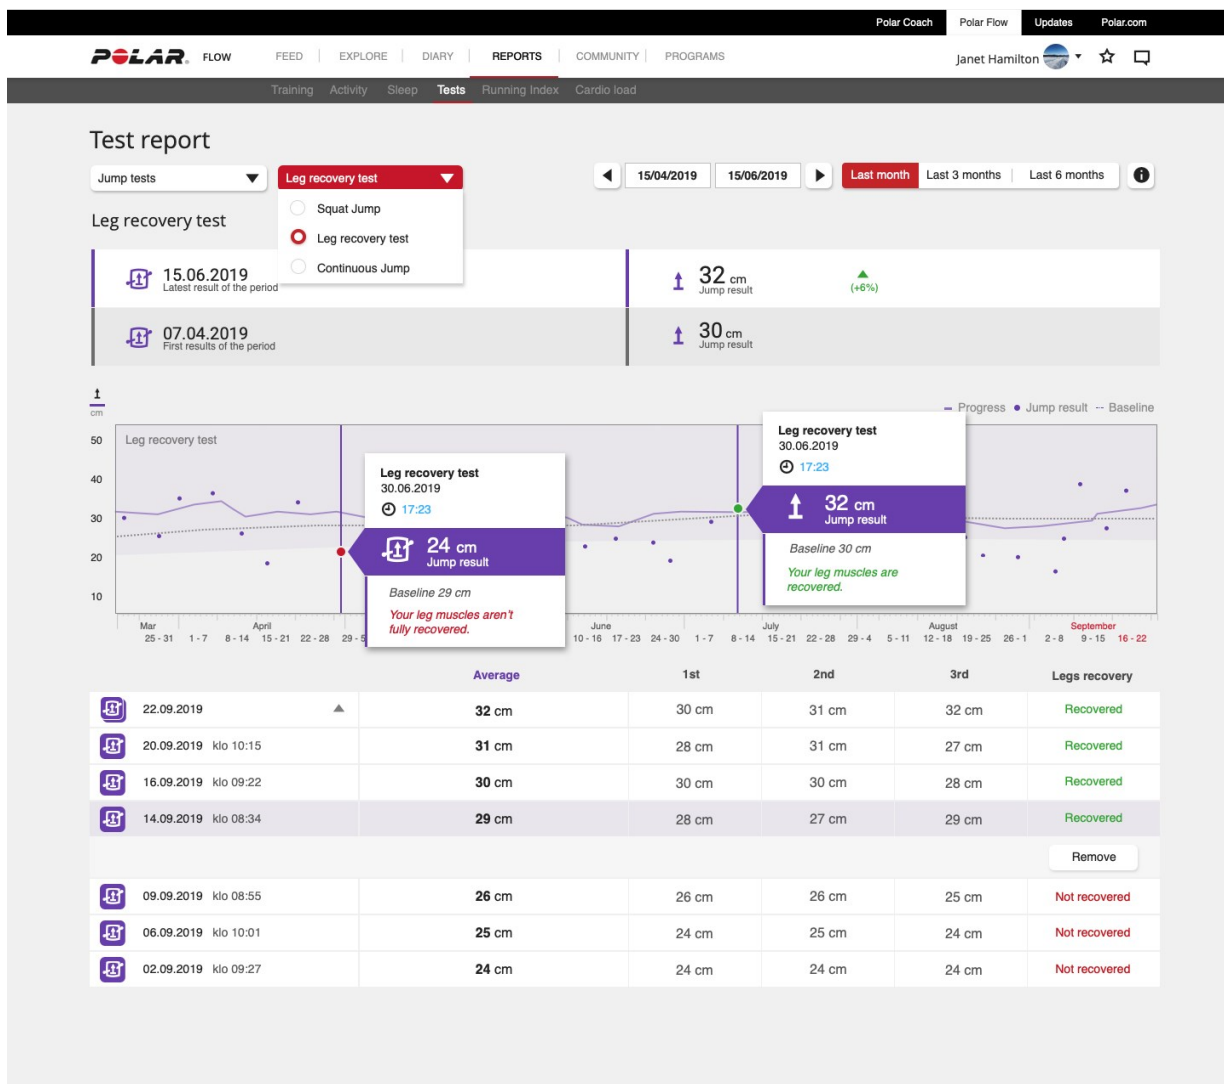 Polar Coach Polar Flow Updates Polar.com
POLAR. FLOW FEED EXPLORE DIARY REPORTS COMMUNITY PROGRAMS Janet Hamilton
Training Activity Sleep Tests Running Index Cardio load
Test report
Jump tests Leg recovery test 15/04/2019 15/06/2019 Last month Last 3 months Last 6 months
Squat Jump
Leg recovery test
Leg recovery test
Continuous Jump
15.06.2019 32 cm
Latest result of the period Jump result (+6%)
07.04.2019 30 cm
First results of the period Jump result
cm
Progress Jump result Baseline
50 Leg recovery test
40
30
20
10
Leg recovery test
30.06.2019
17:23
24 cm
Jump result
Baseline 29 cm
Your leg muscles aren't
fully recovered.
Leg recovery test
30.06.2019
17:23
32 cm
Jump result
Baseline 30 cm
Your leg muscles are
recovered.
Mar April June July August September
25 - 31 1 - 7 8 - 14 15 - 21 22 - 28 29 - 5 10 - 16 17 - 23 24 - 30 1 - 7 8 - 14 15 - 21 22 - 28 29 - 4 5 - 11 12 - 18 19 - 25 26 - 1 2 - 8 9 - 15 16 - 22
Average 1st 2nd 3rd Legs recovery
22.09.2019 32 cm 30 cm 31 cm 32 cm Recovered
20.09.2019 klo 10:15 31 cm 28 cm 31 cm 27 cm Recovered
16.09.2019 klo 09:22 30 cm 30 cm 30 cm 28 cm Recovered
14.09.2019 klo 08:34 29 cm 28 cm 27 cm 29 cm Recovered
Remove
09.09.2019 klo 08:55 26 cm 26 cm 26 cm 25 cm Not recovered
06.09.2019 klo 10:01 25 cm 24 cm 25 cm 24 cm Not recovered
02.09.2019 klo 09:27 24 cm 24 cm 24 cm 24 cm Not recovered